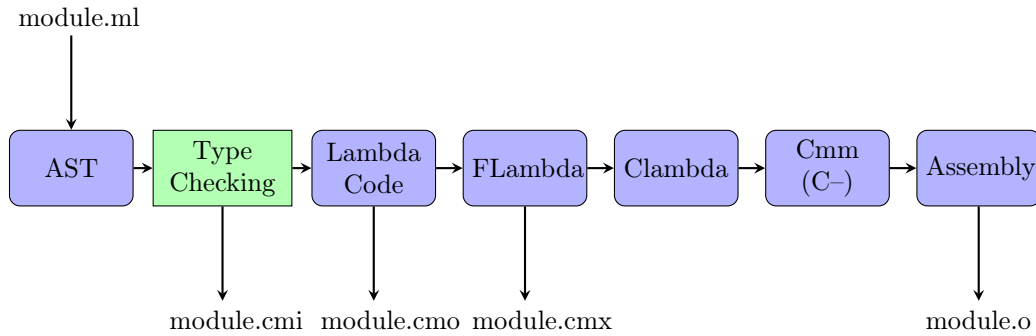 module.ml
AST
Type
Checking
Lambda
Code
FLambda
Clambda
Cmm
(C–)
Assembly
module.cmi
module.cmo
module.cmx
module.o